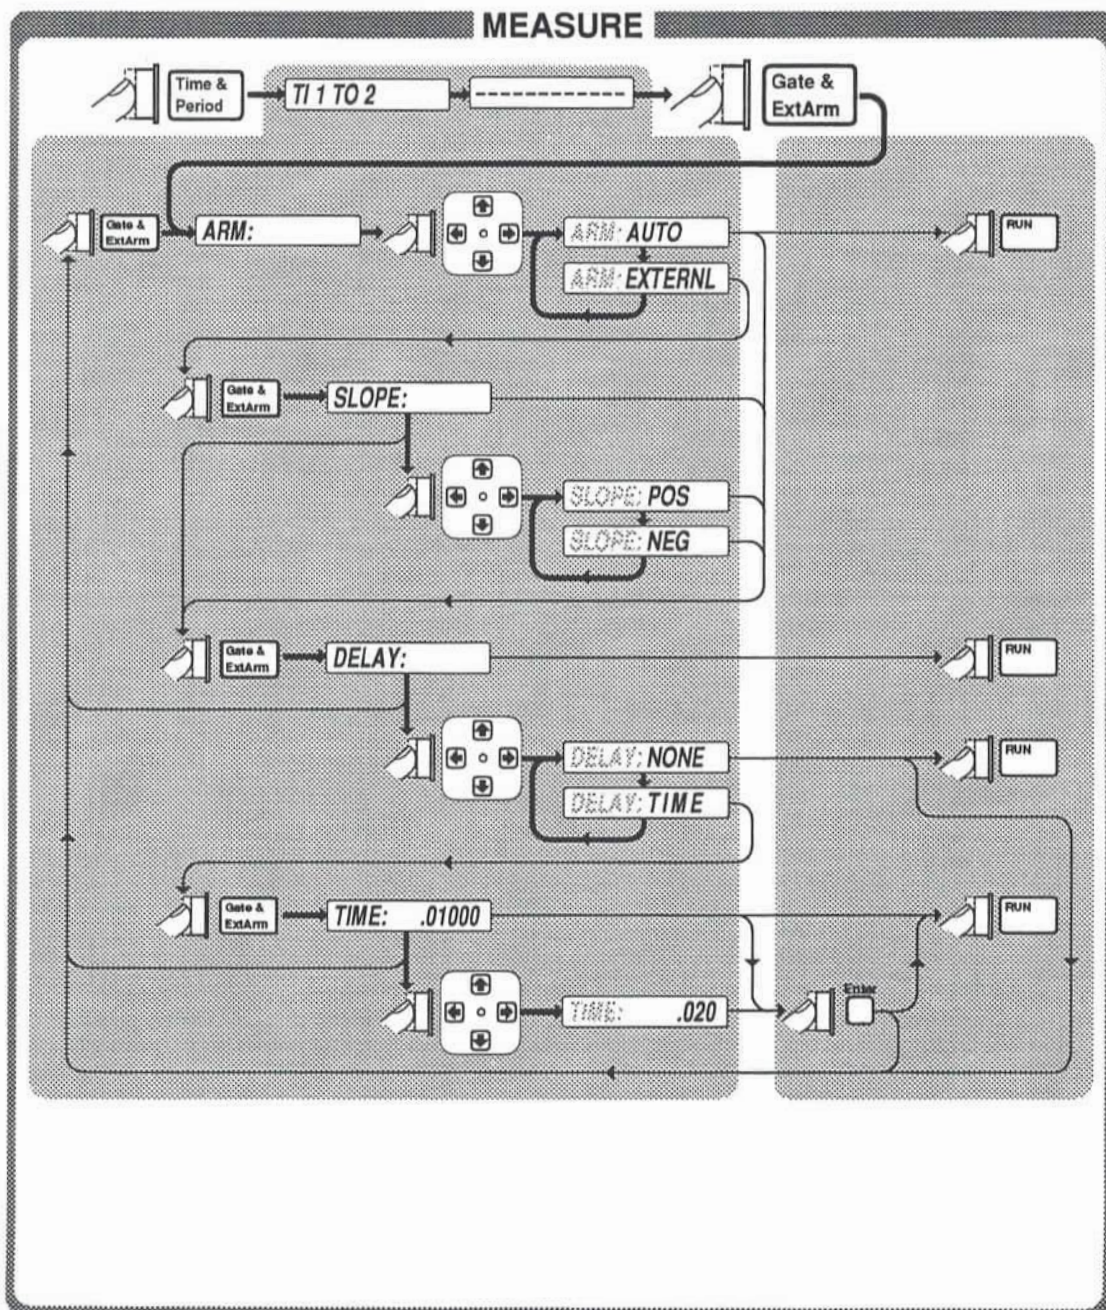 MEASURE
Time &
Period
TI 1 TO 2
------------
Gate &
ExtArm
Gate &
ExtArm
ARM:
ARM: AUTO
ARM: EXTERNL
RUN
Gate &
ExtArm
SLOPE:
SLOPE: POS
SLOPE: NEG
Gate &
ExtArm
DELAY:
RUN
DELAY: NONE
DELAY: TIME
RUN
Gate &
ExtArm
TIME: .01000
RUN
TIME: .020
Enter